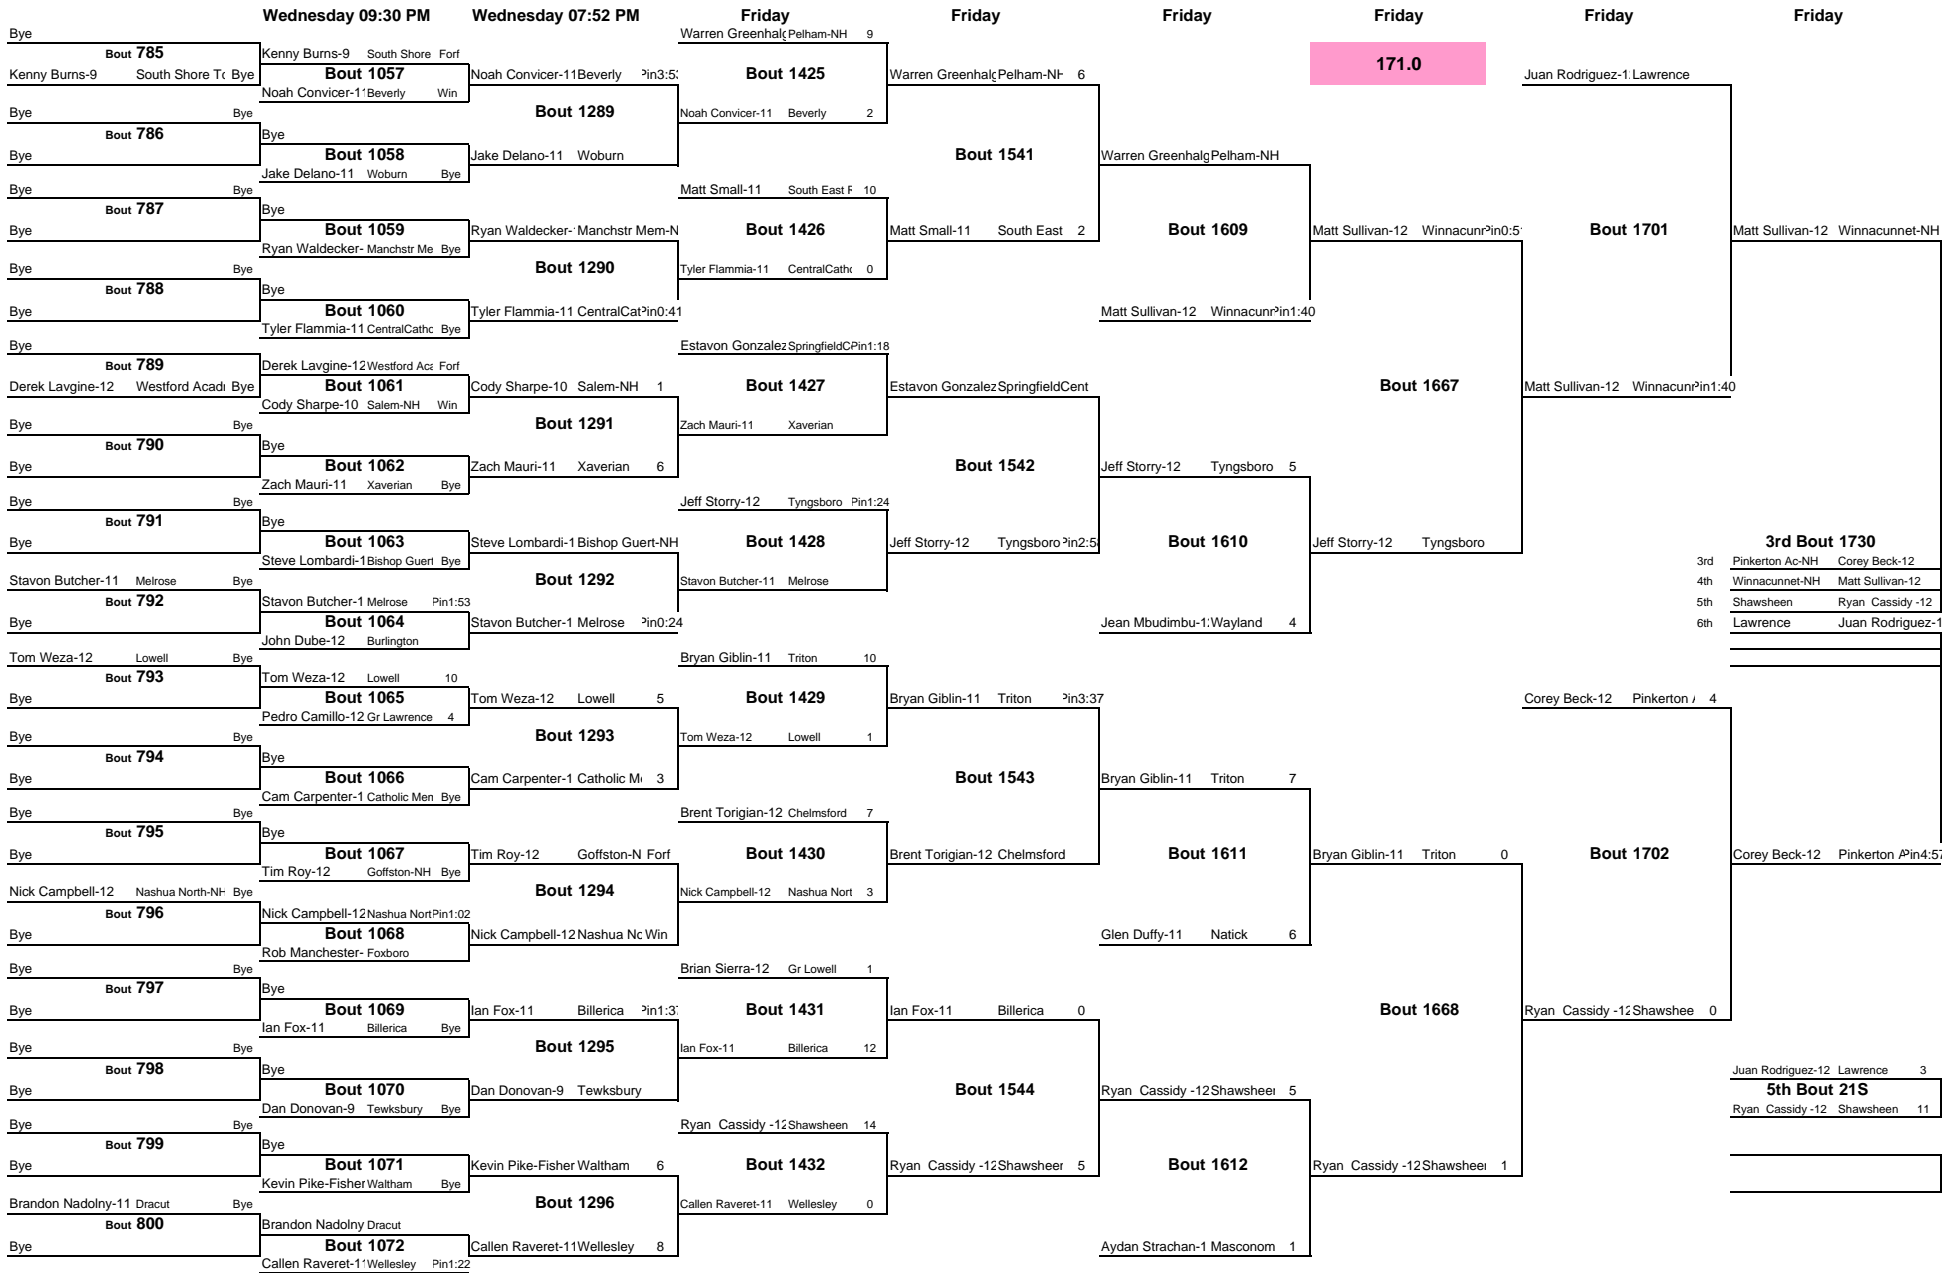 Wednesday 09:30 PM Wednesday 07:52 PM Friday Friday Friday Friday Friday Friday
171.0
Bye
Bout 785
Kenny Burns-9 South Shore Tc Bye
Bye Bye
Bout 786
Bye
Bye Bye
Bout 787
Bye
Bye Bye
Bout 788
Bye
Bye
Bout 789
Derek Lavgine-12 Westford Acad Bye
Bye Bye
Bout 790
Bye
Bye Bye
Bout 791
Bye
Stavon Butcher-11 Melrose Bye
Bout 792
Bye
Tom Weza-12 Lowell Bye
Bout 793
Bye
Bye Bye
Bout 794
Bye
Bye Bye
Bout 795
Bye
Nick Campbell-12 Nashua North-NH Bye
Bout 796
Bye
Bye Bye
Bout 797
Bye
Bye Bye
Bout 798
Bye
Bye Bye
Bout 799
Bye
Brandon Nadolny-11 Dracut Bye
Bout 800
Bye
Kenny Burns-9 South Shore Forf
Bout 1057
Noah Convicer-11 Beverly Win
Bye
Bout 1058
Jake Delano-11 Woburn Bye
Bye
Bout 1059
Ryan Waldecker- Manchstr Me Bye
Bye
Bout 1060
Tyler Flammia-11 CentralCathc Bye
Derek Lavgine-12 Westford Aca Forf
Bout 1061
Cody Sharpe-10 Salem-NH Win
Bye
Bout 1062
Zach Mauri-11 Xaverian Bye
Bye
Bout 1063
Steve Lombardi-1 Bishop Guert Bye
Stavon Butcher-1 Melrose Pin1:53
Bout 1064
John Dube-12 Burlington
Tom Weza-12 Lowell 10
Bout 1065
Pedro Camillo-12 Gr Lawrence 4
Bye
Bout 1066
Cam Carpenter-1 Catholic Men Bye
Bye
Bout 1067
Tim Roy-12 Goffston-NH Bye
Nick Campbell-12 Nashua Nort Pin1:02
Bout 1068
Rob Manchester- Foxboro
Bye
Bout 1069
Ian Fox-11 Billerica Bye
Bye
Bout 1070
Dan Donovan-9 Tewksbury Bye
Bye
Bout 1071
Kevin Pike-Fisher Waltham Bye
Brandon Nadolny Dracut
Bout 1072
Callen Raveret-11 Wellesley Pin1:22
Noah Convicer-11 Beverly Pin3:53
Bout 1289
Jake Delano-11 Woburn
Ryan Waldecker- Manchstr Mem-N
Bout 1290
Tyler Flammia-11 CentralCat Pin0:41
Cody Sharpe-10 Salem-NH 1
Bout 1291
Zach Mauri-11 Xaverian 6
Steve Lombardi-1 Bishop Guert-NH
Bout 1292
Stavon Butcher-1 Melrose Pin0:24
Tom Weza-12 Lowell 5
Bout 1293
Cam Carpenter-1 Catholic M 3
Tim Roy-12 Goffston-N Forf
Bout 1294
Nick Campbell-12 Nashua Nc Win
Ian Fox-11 Billerica Pin1:37
Bout 1295
Dan Donovan-9 Tewksbury
Kevin Pike-Fisher Waltham 6
Bout 1296
Callen Raveret-11 Wellesley 8
Warren Greenhalg Pelham-NH 9
Bout 1425
Noah Convicer-11 Beverly 2
Matt Small-11 South East 10
Bout 1426
Tyler Flammia-11 CentralCathc 0
Estavon Gonzalez SpringfieldC Pin1:18
Bout 1427
Zach Mauri-11 Xaverian
Jeff Storry-12 Tyngsboro Pin1:24
Bout 1428
Stavon Butcher-11 Melrose
Bryan Giblin-11 Triton 10
Bout 1429
Tom Weza-12 Lowell 1
Brent Torigian-12 Chelmsford 7
Bout 1430
Nick Campbell-12 Nashua Nort 3
Brian Sierra-12 Gr Lowell 1
Bout 1431
Ian Fox-11 Billerica 12
Ryan Cassidy -12 Shawsheen 14
Bout 1432
Callen Raveret-11 Wellesley 0
Warren Greenhalg Pelham-NH 6
Bout 1541
Matt Small-11 South East 2
Estavon Gonzalez SpringfieldCent
Bout 1542
Jeff Storry-12 Tyngsboro Pin2:5
Bryan Giblin-11 Triton Pin3:37
Bout 1543
Brent Torigian-12 Chelmsford
Ian Fox-11 Billerica 0
Bout 1544
Ryan Cassidy -12 Shawsheen 5
Warren Greenhalg Pelham-NH
Bout 1609
Matt Sullivan-12 Winnacunr Pin1:40
Jeff Storry-12 Tyngsboro 5
Bout 1610
Jean Mbudimbu-12 Wayland 4
Bryan Giblin-11 Triton 7
Bout 1611
Glen Duffy-11 Natick 6
Ryan Cassidy -12 Shawsheen 5
Bout 1612
Aydan Strachan-1 Masconom 1
Matt Sullivan-12 Winnacunr Pin0:5
Bout 1667
Jeff Storry-12 Tyngsboro
Bryan Giblin-11 Triton 0
Bout 1668
Ryan Cassidy -12 Shawsheen 1
Juan Rodriguez-1 Lawrence
Bout 1701
Matt Sullivan-12 Winnacunr Pin1:40
Corey Beck-12 Pinkerton A 4
Bout 1702
Ryan Cassidy -12 Shawshee 0
Matt Sullivan-12 Winnacunnet-NH
3rd Bout 1730
3rd Pinkerton Ac-NH Corey Beck-12
4th Winnacunnet-NH Matt Sullivan-12
5th Shawsheen Ryan Cassidy -12
6th Lawrence Juan Rodriguez-1
Corey Beck-12 Pinkerton A Pin4:57
Juan Rodriguez-12 Lawrence 3
5th Bout 21S
Ryan Cassidy -12 Shawsheen 11